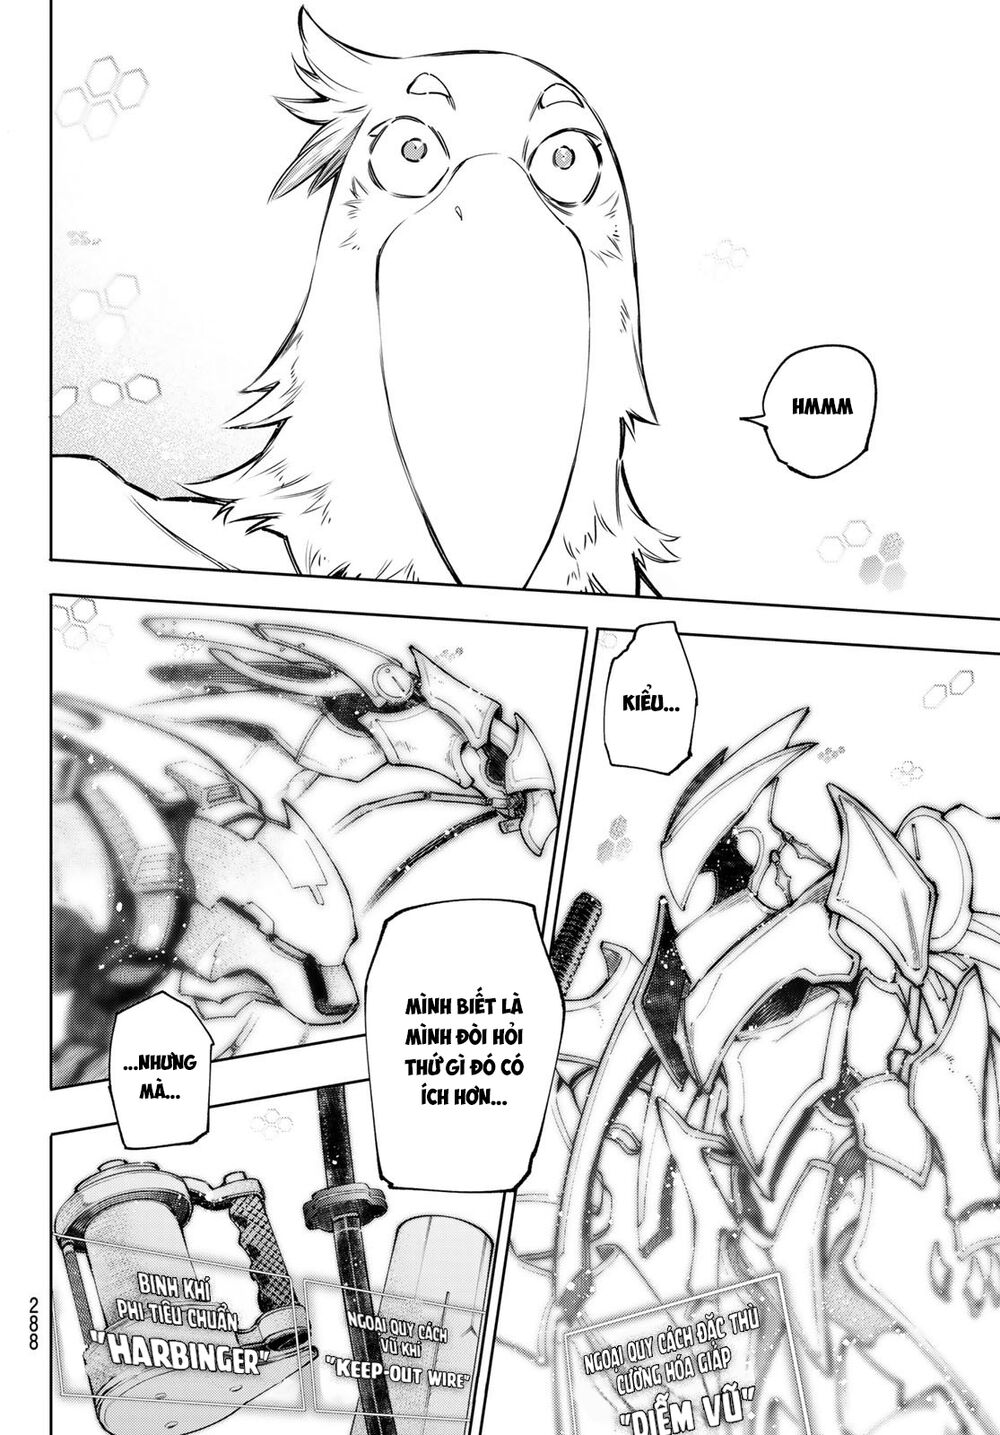 HMMM
KIỂU...
MÌNH BIẾT LÀ
MÌNH ĐÒI HỎI
THỨ GÌ ĐÓ CÓ
ÍCH HƠN...
...NHƯNG
MÀ...
NGOẠI QUY CÁCH ĐẶC THÙ
CƯỜNG HÓA GIÁP
"DIỄM VŨ"
NGOẠI QUY CÁCH
VŨ KHÍ
"KEEP-OUT WIRE"
BINH KHÍ
PHI TIÊU CHUẨN
"HARBINGER"
288